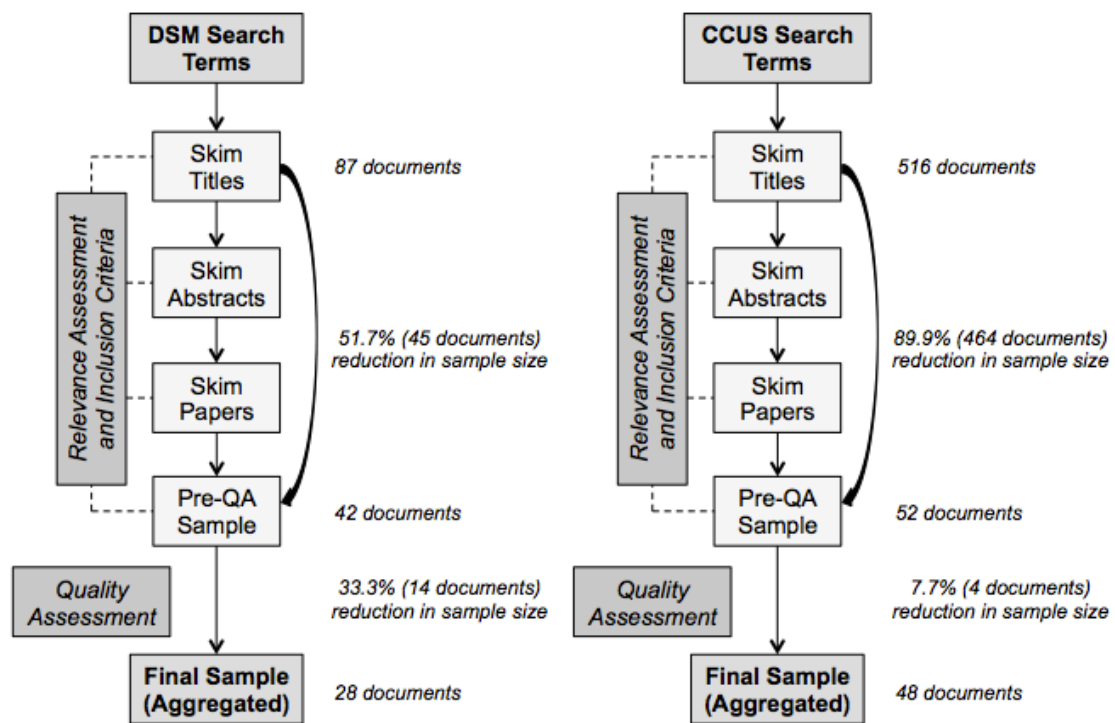 DSM Search
Terms
Skim
Titles
87 documents
Relevance Assessment
and Inclusion Criteria
Skim
Abstracts
51.7% (45 documents)
reduction in sample size
Skim
Papers
Pre-QA
Sample
42 documents
Quality
Assessment
33.3% (14 documents)
reduction in sample size
Final Sample
(Aggregated)
28 documents
CCUS Search
Terms
Skim
Titles
516 documents
Relevance Assessment
and Inclusion Criteria
Skim
Abstracts
89.9% (464 documents)
reduction in sample size
Skim
Papers
Pre-QA
Sample
52 documents
Quality
Assessment
7.7% (4 documents)
reduction in sample size
Final Sample
(Aggregated)
48 documents